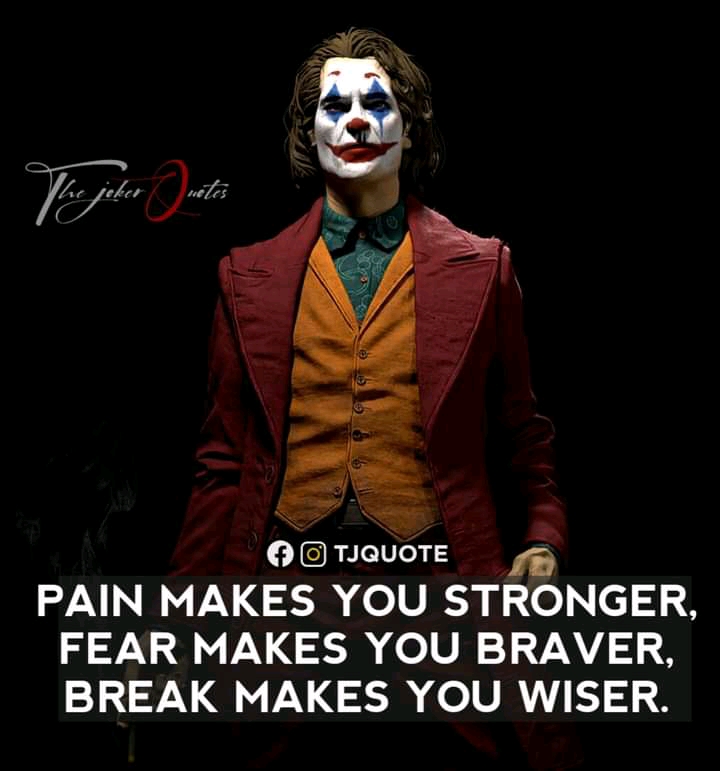 The joker Quotes
TJQUOTE
PAIN MAKES YOU STRONGER,
FEAR MAKES YOU BRAVER,
BREAK MAKES YOU WISER.